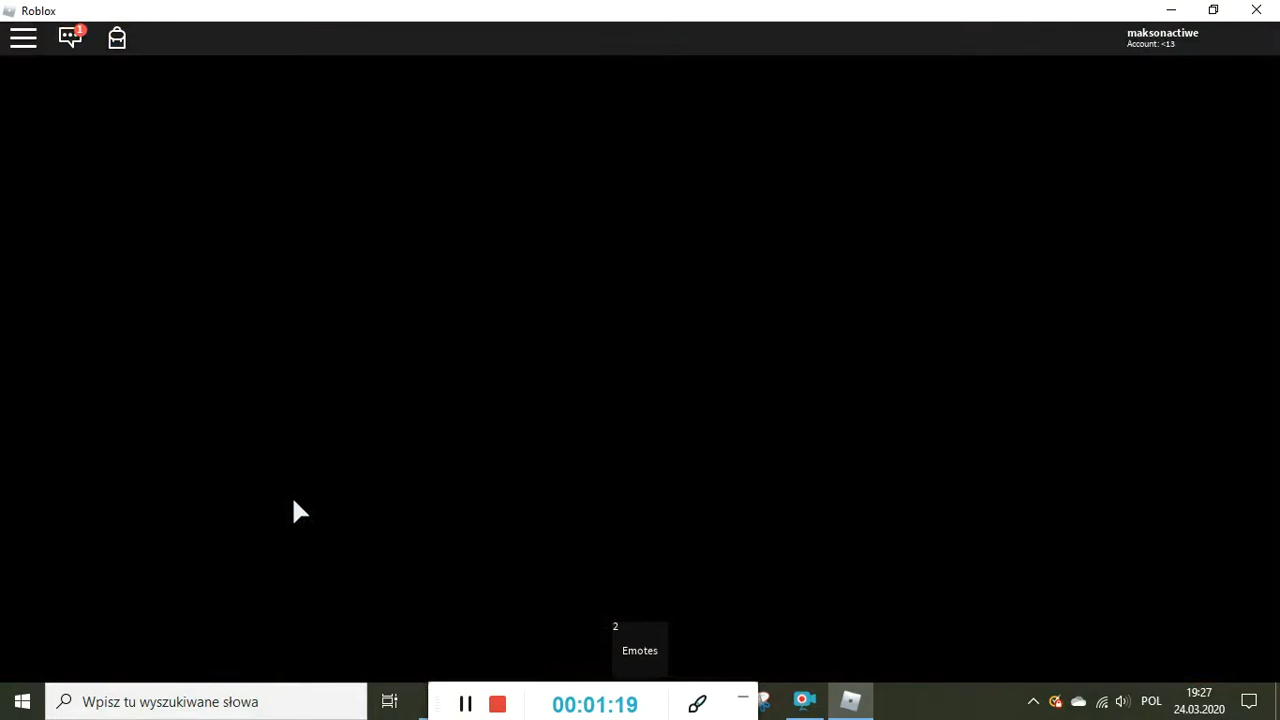 Roblox
1
maksonactiwe
Account: <13
2
Emotes
Wpisz tu wyszukiwane słowa
00:01:19
POL
19:27
24.03.2020